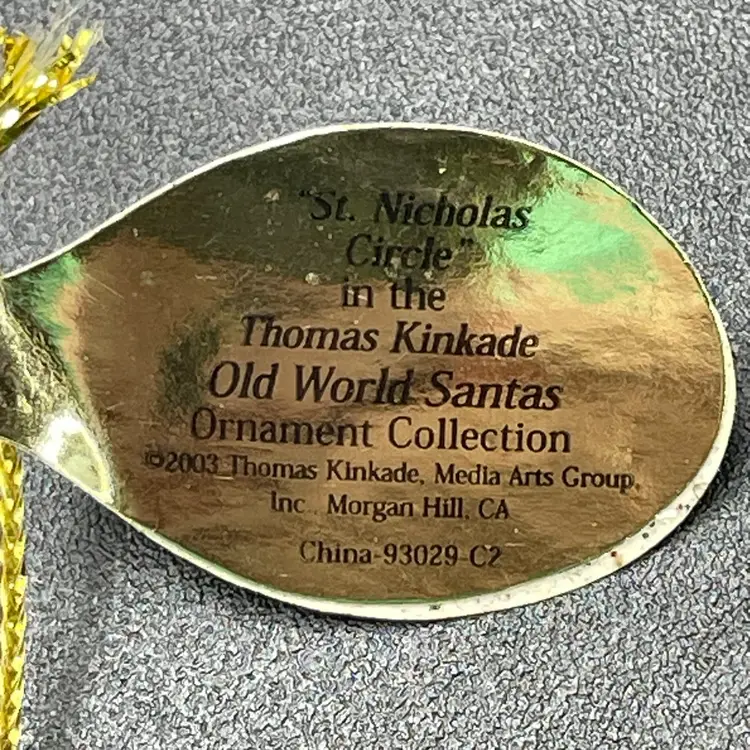 "St. Nicholas
Circle"
in the
Thomas Kinkade
Old World Santas
Ornament Collection
©2003 Thomas Kinkade, Media Arts Group,
Inc. Morgan Hill, CA
China-93029-C2